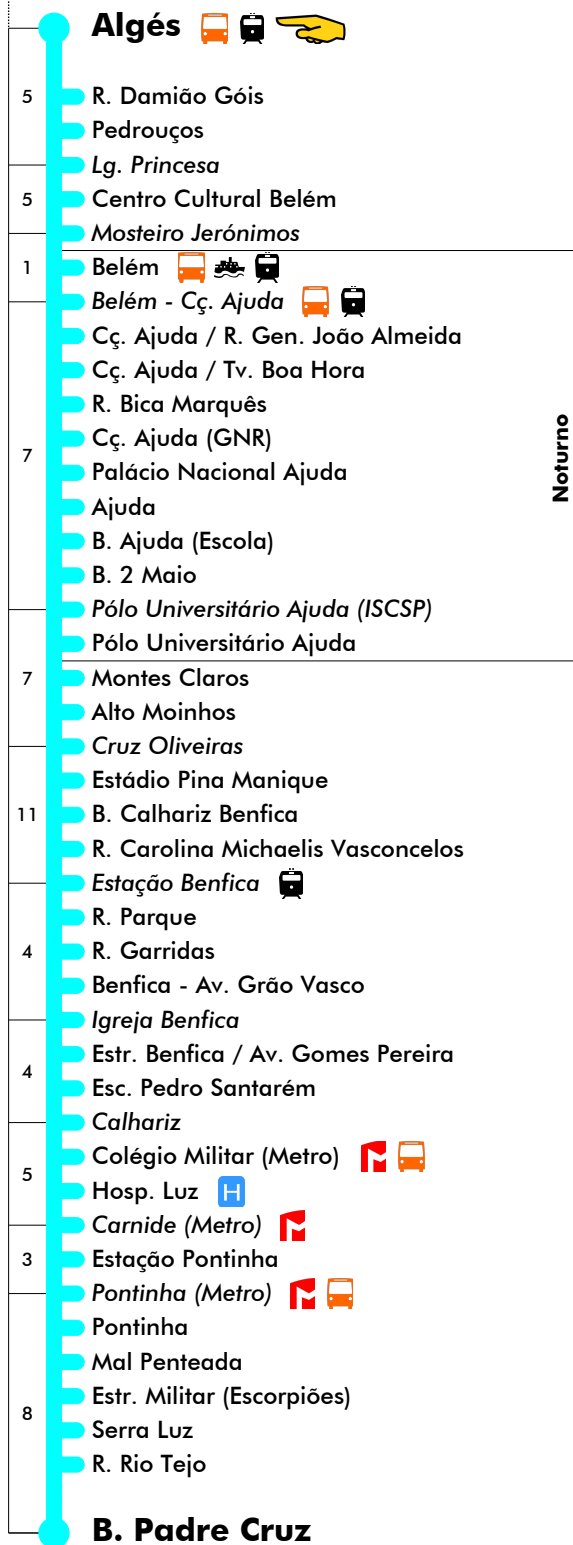 Algés
5
R. Damião Góis
Pedrouços
Lg. Princesa
5
Centro Cultural Belém
Mosteiro Jerónimos
1
Belém
Belém - Cç. Ajuda
Cç. Ajuda / R. Gen. João Almeida
Cç. Ajuda / Tv. Boa Hora
R. Bica Marquês
Cç. Ajuda (GNR)
7
Noturno
Palácio Nacional Ajuda
Ajuda
B. Ajuda (Escola)
B. 2 Maio
Pólo Universitário Ajuda (ISCSP)
Pólo Universitário Ajuda
7
Montes Claros
Alto Moinhos
Cruz Oliveiras
Estádio Pina Manique
11
B. Calhariz Benfica
R. Carolina Michaelis Vasconcelos
Estação Benfica
R. Parque
4
R. Garridas
Benfica - Av. Grão Vasco
Igreja Benfica
Estr. Benfica / Av. Gomes Pereira
4
Esc. Pedro Santarém
Calhariz
Colégio Militar (Metro)
5
Hosp. Luz H
Carnide (Metro)
3
Estação Pontinha
Pontinha (Metro)
Pontinha
Mal Penteada
Estr. Militar (Escorpiões)
8
Serra Luz
R. Rio Tejo
B. Padre Cruz